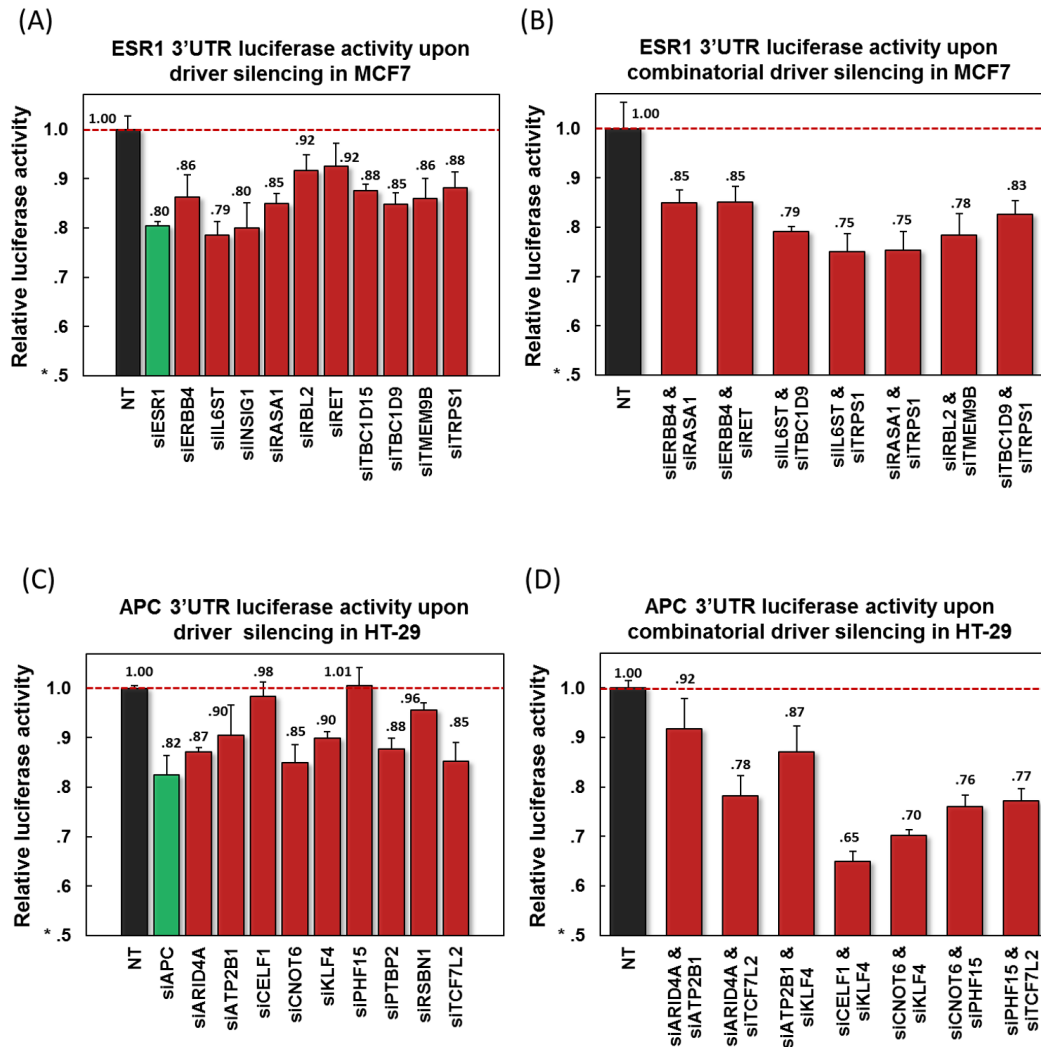 (A)
ESR1 3'UTR luciferase activity upon
driver silencing in MCF7
Relative luciferase activity
1.0
.9
.8
.7
.6
* .5
1.00
.80
.86
.79
.80
.85
.92
.92
.88
.85
.86
.88
NT
siESR1
siERBB4
siIL6ST
siINSIG1
siRASA1
siRBL2
siRET
siTBC1D15
siTBC1D9
siTMEM9B
siTRPS1
(B)
ESR1 3'UTR luciferase activity upon
combinatorial driver silencing in MCF7
Relative luciferase activity
1.0
.9
.8
.7
.6
* .5
1.00
.85
.85
.79
.75
.75
.78
.83
NT
siERBB4 &
siRASA1
siERBB4 &
siRET
siIL6ST &
siTBC1D9
siIL6ST &
siTRPS1
siRASA1 &
siTRPS1
siRBL2 &
siTMEM9B
siTBC1D9 &
siTRPS1
(C)
APC 3'UTR luciferase activity upon
driver silencing in HT-29
Relative luciferase activity
1.0
.9
.8
.7
.6
* .5
1.00
.82
.87
.90
.98
.85
.90
1.01
.88
.96
.85
NT
siAPC
siARID4A
siATP2B1
siCELF1
siCNOT6
siKLF4
siPHF15
siPTBP2
siRSBN1
siTCF7L2
(D)
APC 3'UTR luciferase activity upon
combinatorial driver silencing in HT-29
Relative luciferase activity
1.0
.9
.8
.7
.6
* .5
1.00
.92
.78
.87
.65
.70
.76
.77
NT
siARID4A &
siATP2B1
siARID4A &
siTCF7L2
siATP2B1 &
siKLF4
siCELF1 &
siKLF4
siCNOT6 &
siKLF4
siCNOT6 &
siPHF15
siPHF15 &
siTCF7L2